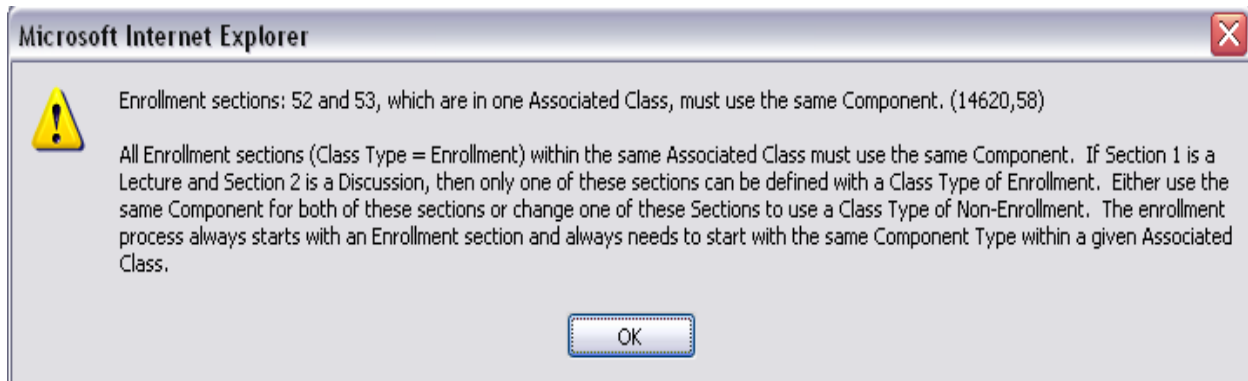 Microsoft Internet Explorer
Enrollment sections: 52 and 53, which are in one Associated Class, must use the same Component. (14620,58)
All Enrollment sections (Class Type = Enrollment) within the same Associated Class must use the same Component.  If Section 1 is a
Lecture and Section 2 is a Discussion, then only one of these sections can be defined with a Class Type of Enrollment.  Either use the
same Component for both of these sections or change one of these Sections to use a Class Type of Non-Enrollment.  The enrollment
process always starts with an Enrollment section and always needs to start with the same Component Type within a given Associated
Class.
OK